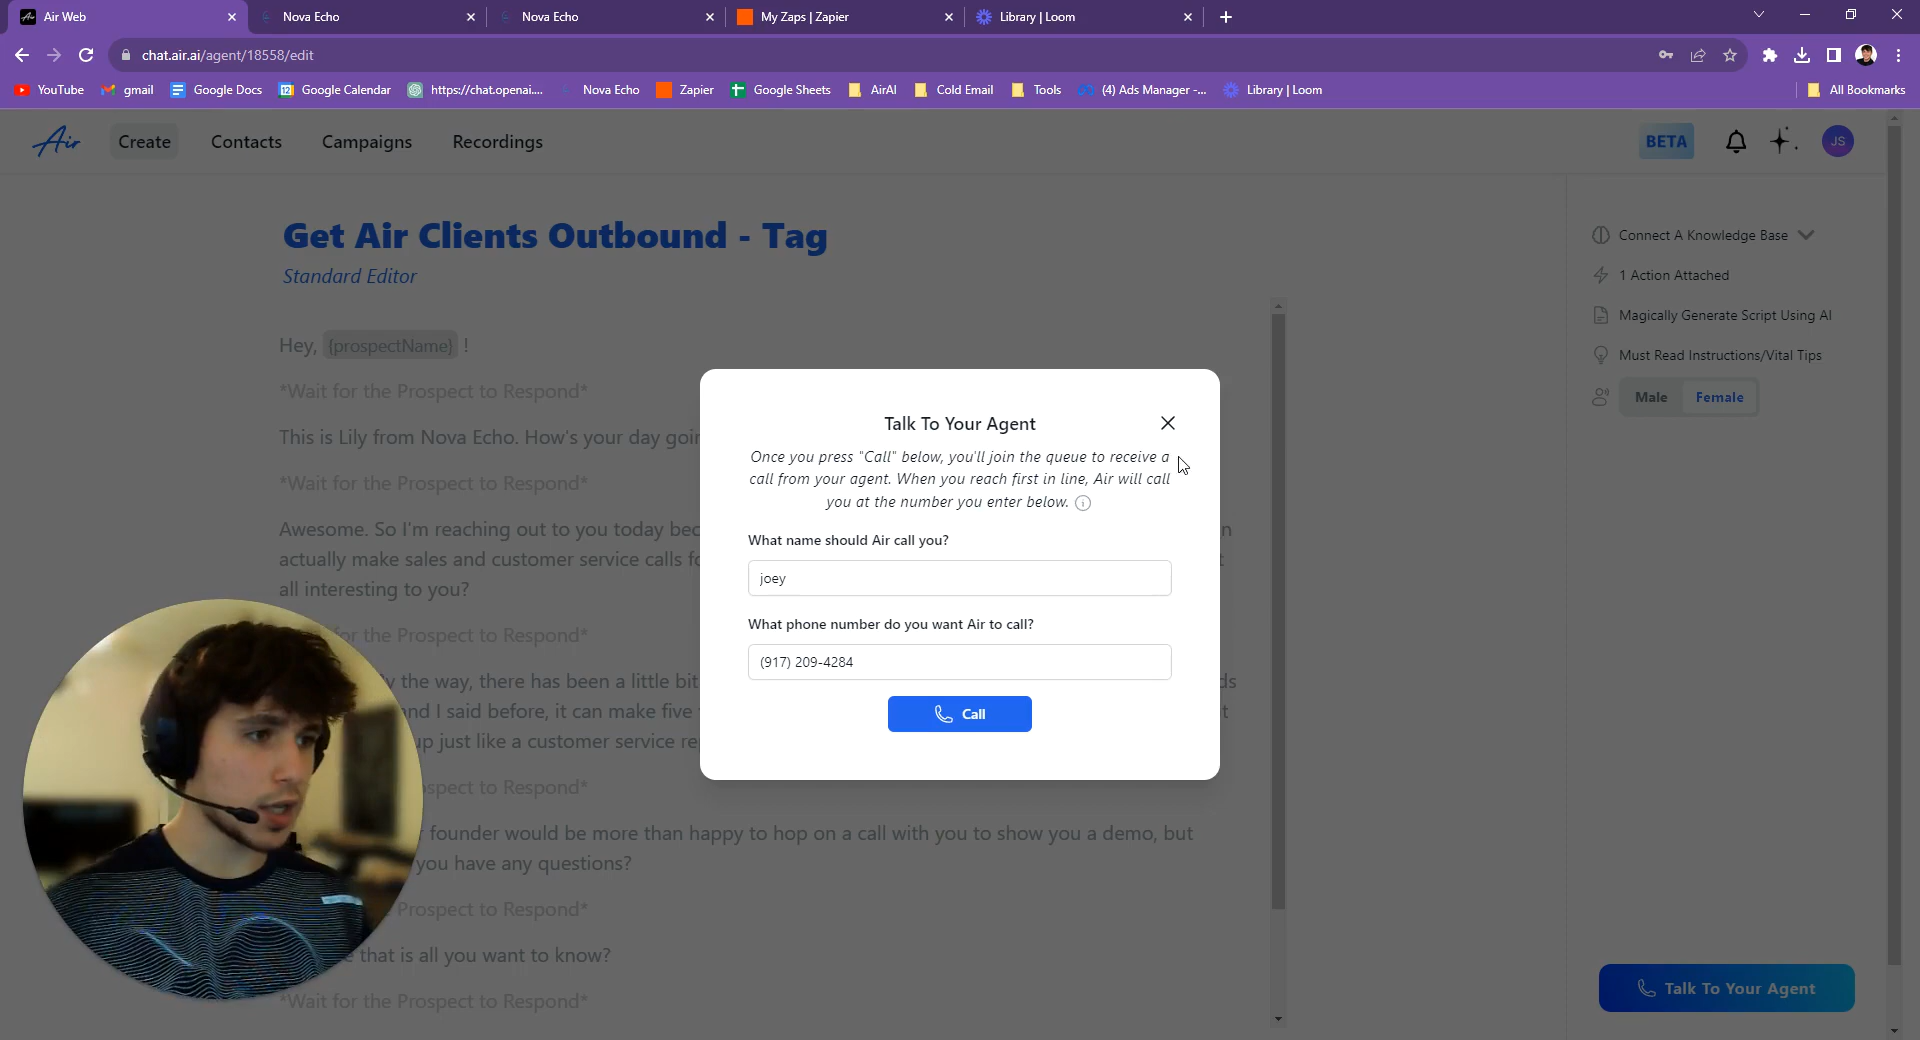 Air Web
Nova Echo
Nova Echo
My Zaps | Zapier
Library | Loom
chat.air.ai/agent/18558/edit
YouTube
gmail
Google Docs
Google Calendar
https://chat.openai....
Nova Echo
Zapier
Google Sheets
AirAI
Cold Email
Tools
(4) Ads Manager -...
Library | Loom
All Bookmarks
Air
Create
Contacts
Campaigns
Recordings
BETA
JS
Get Air Clients Outbound - Tag
Standard Editor
Hey, {prospectName} !
*Wait for the Prospect to Respond*
This is Lily from Nova Echo. How's your day goin
*Wait for the Prospect to Respond*
Awesome. So I'm reaching out to you today bec
actually make sales and customer service calls fo
all interesting to you?
for the Prospect to Respond*
y the way, there has been a little bit
nd I said before, it can make five
up just like a customer service re
spect to Respond*
founder would be more than happy to hop on a call with you to show you a demo, but
you have any questions?
Prospect to Respond*
that is all you want to know?
*Wait for the Prospect to Respond*
Talk To Your Agent
Once you press "Call" below, you'll join the queue to receive a
call from your agent. When you reach first in line, Air will call
you at the number you enter below.
What name should Air call you?
joey
What phone number do you want Air to call?
(917) 209-4284
Call
Connect A Knowledge Base
1 Action Attached
Magically Generate Script Using AI
Must Read Instructions/Vital Tips
Male
Female
Talk To Your Agent